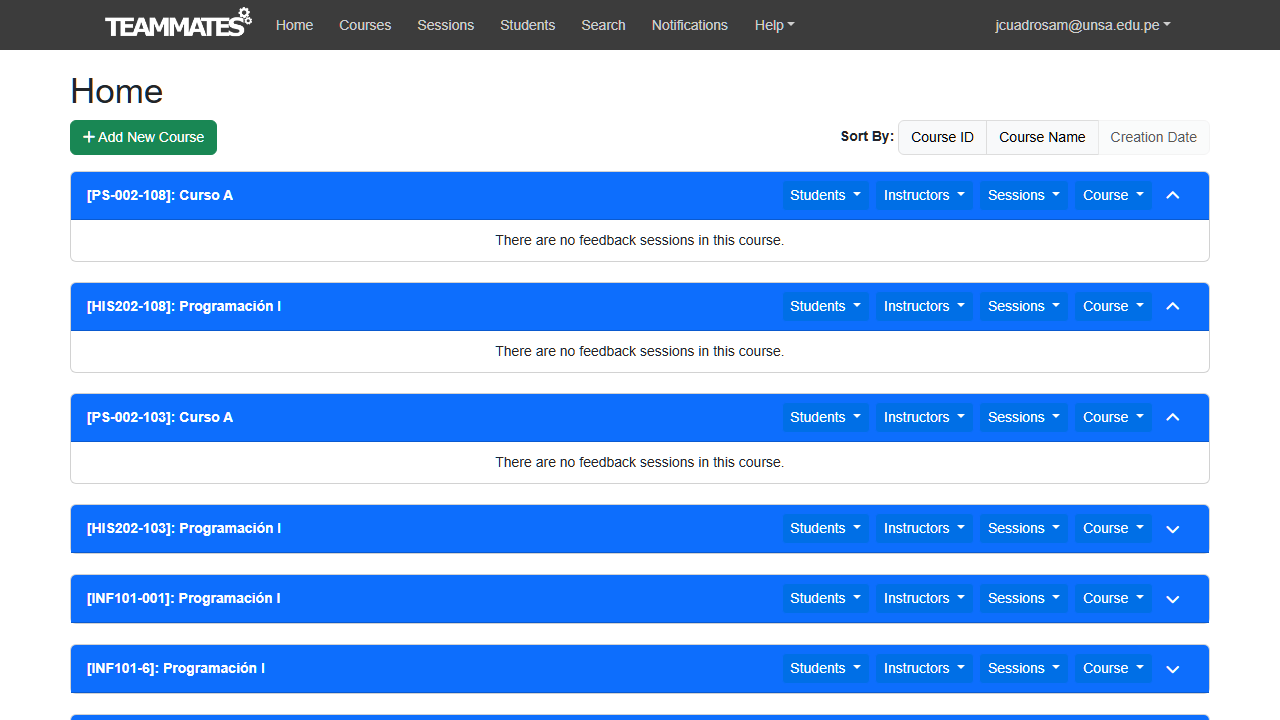 TEAMMATES Home Courses Sessions Students Search Notifications Help jcuadrosam@unsa.edu.pe
Home
+ Add New Course Sort By: Course ID Course Name Creation Date
[PS-002-108]: Curso A Students Instructors Sessions Course
There are no feedback sessions in this course.
[HIS202-108]: Programación I Students Instructors Sessions Course
There are no feedback sessions in this course.
[PS-002-103]: Curso A Students Instructors Sessions Course
There are no feedback sessions in this course.
[HIS202-103]: Programación I Students Instructors Sessions Course
[INF101-001]: Programación I Students Instructors Sessions Course
[INF101-6]: Programación I Students Instructors Sessions Course